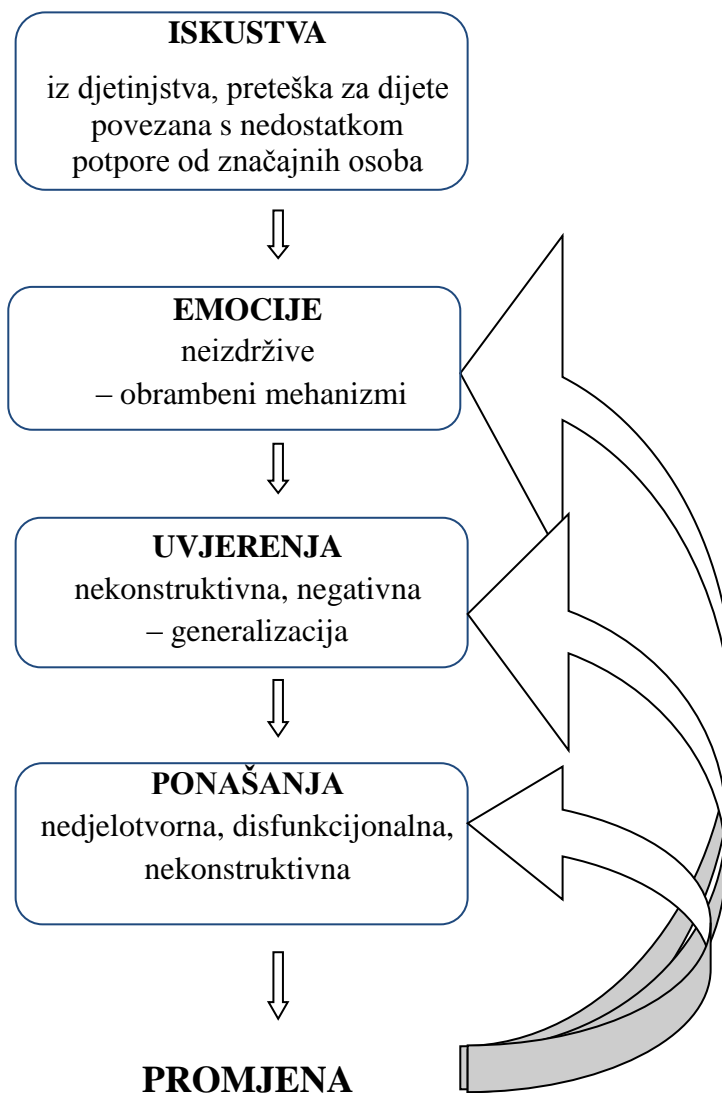 ISKUSTVA
iz djetinjstva, preteška za dijete
povezana s nedostatkom
potpore od značajnih osoba
EMOCIJE
neizdržive
– obrambeni mehanizmi
UVJERENJA
nekonstruktivna, negativna
– generalizacija
PONAŠANJA
nedjelotvorna, disfunkcijonalna,
nekonstruktivna
PROMJENA